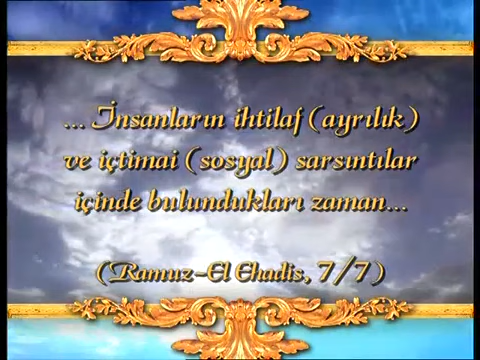 ... İnsanların ihtilaf (ayrılık)
ve içtimai (sosyal) sarsıntılar
içinde bulundukları zaman...
(Ramuz-El Ehadis, 7/7)